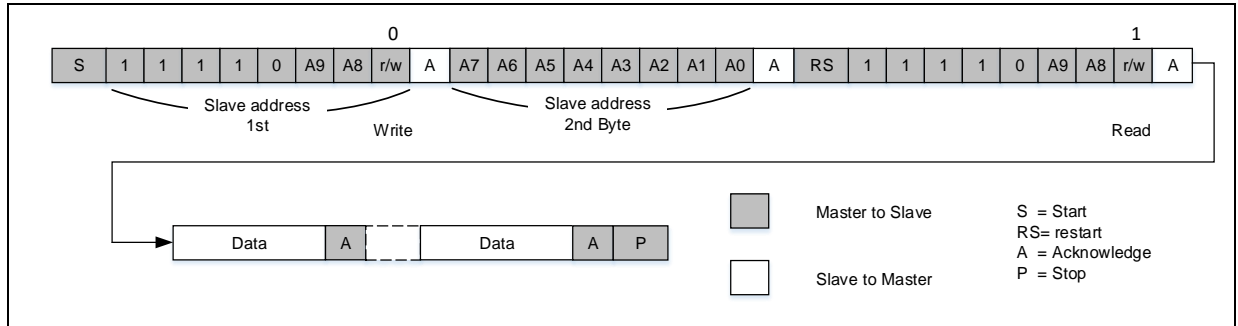 0 1
S 1 1 1 1 0 A9 A8 r/w A A7 A6 A5 A4 A3 A2 A1 A0 A RS 1 1 1 1 0 A9 A8 r/w A
Slave address
1st
Write
Slave address
2nd Byte
Read
Data A Data A P
Master to Slave
Slave to Master
S = Start
RS= restart
A = Acknowledge
P = Stop